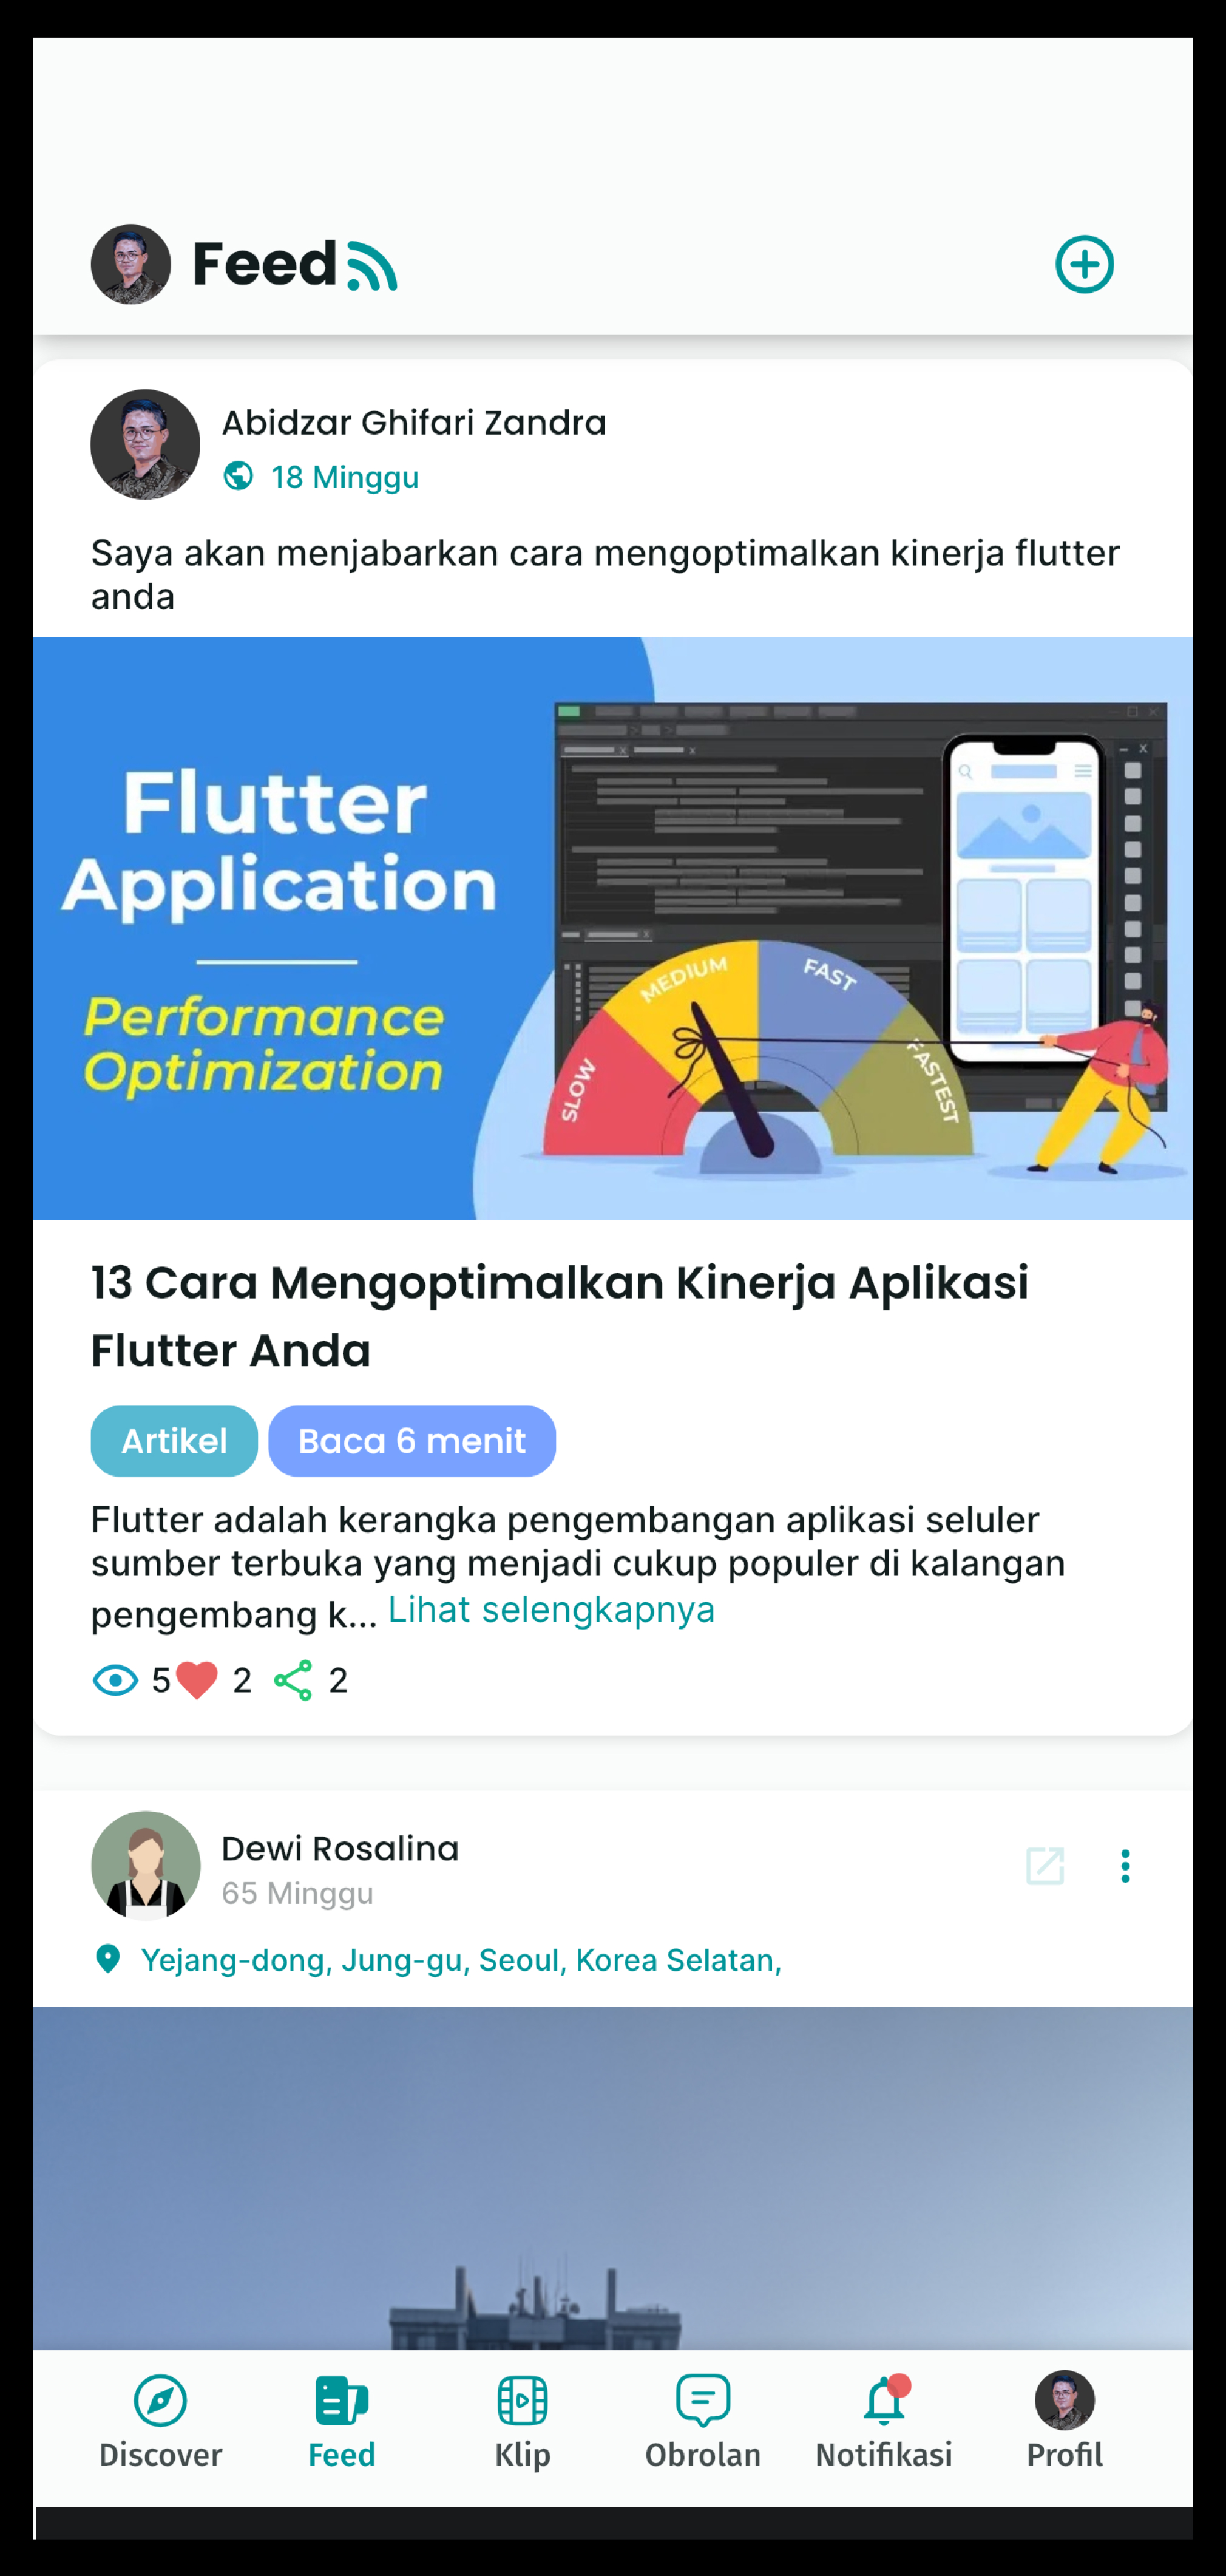 Feed
Abidzar Ghifari Zandra
18 Minggu
Saya akan menjabarkan cara mengoptimalkan kinerja flutter
anda
Flutter
Application
Performance
Optimization
SLOW
MEDIUM
FAST
FASTEST
13 Cara Mengoptimalkan Kinerja Aplikasi
Flutter Anda
Artikel
Baca 6 menit
Flutter adalah kerangka pengembangan aplikasi seluler
sumber terbuka yang menjadi cukup populer di kalangan
pengembang k... Lihat selengkapnya
5 2 2
Dewi Rosalina
65 Minggu
Yejang-dong, Jung-gu, Seoul, Korea Selatan,
Discover
Feed
Klip
Obrolan
Notifikasi
Profil